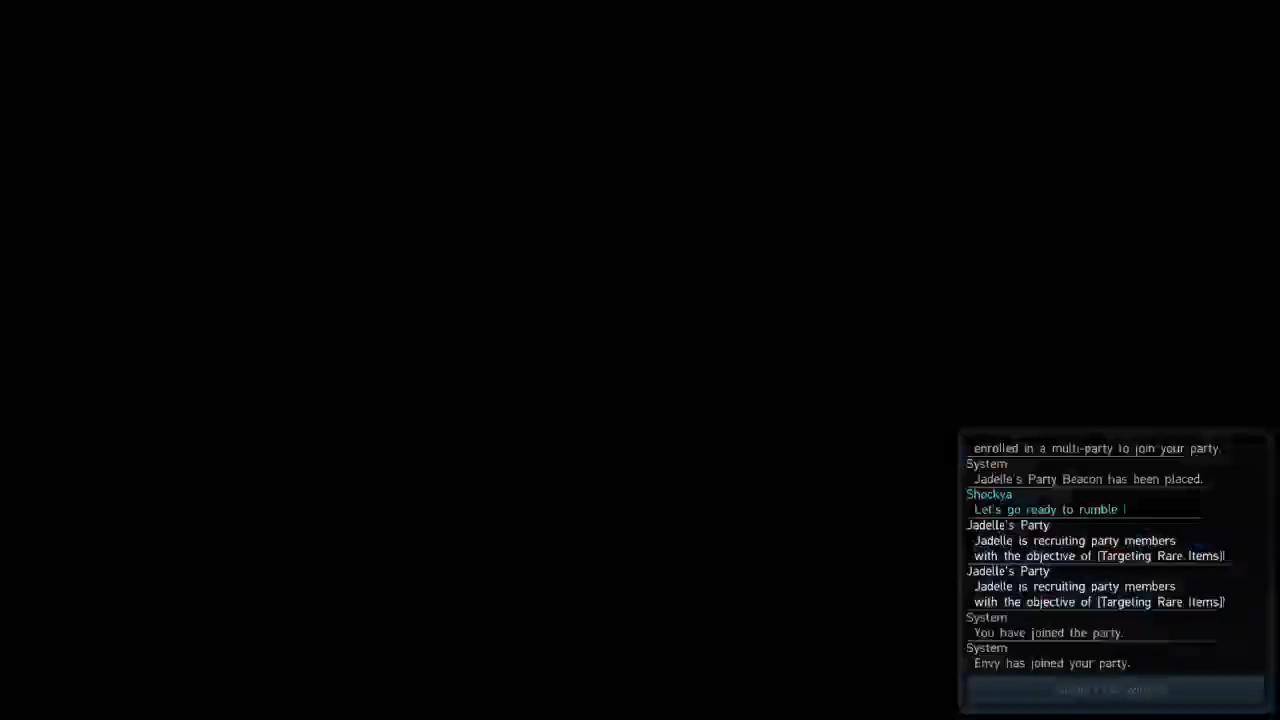 enrolled in a multi-party to join your party.
System
Jadelle's Party Beacon has been placed.
Shockya
Let's go ready to rumble !
Jadelle's Party
Jadelle is recruiting party members
with the objective of [Targeting Rare Items]!
Jadelle's Party
Jadelle is recruiting party members
with the objective of [Targeting Rare Items]!
System
You have joined the party.
System
Envy has joined your party.